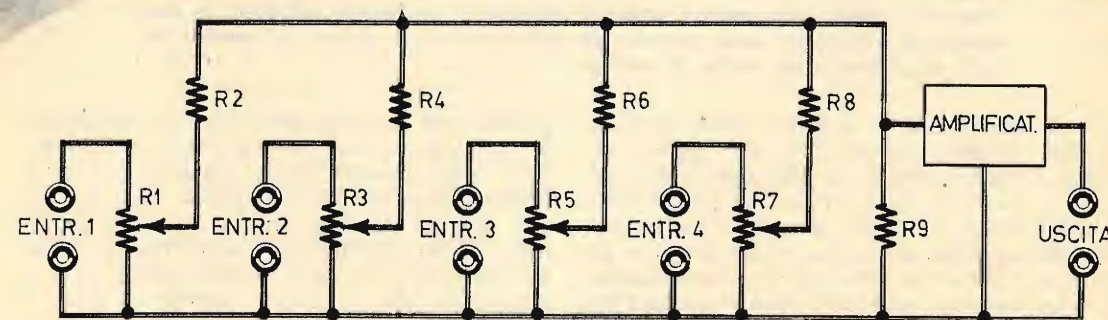 R2
R4
R6
R8
AMPLIFICAT.
R1
R3
R5
R7
ENTR. 1
ENTR. 2
ENTR. 3
ENTR. 4
R9
USCITA